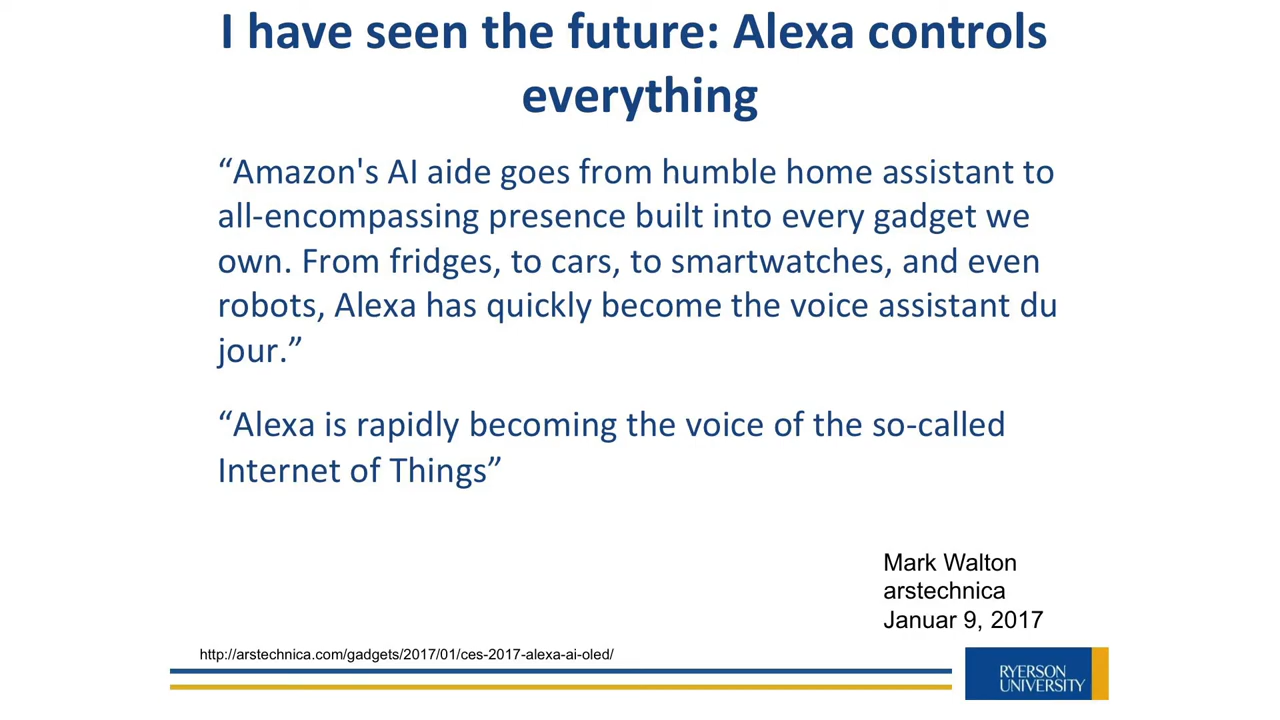 I have seen the future: Alexa controls
everything
“Amazon's AI aide goes from humble home assistant to
all-encompassing presence built into every gadget we
own. From fridges, to cars, to smartwatches, and even
robots, Alexa has quickly become the voice assistant du
jour.”
“Alexa is rapidly becoming the voice of the so-called
Internet of Things”
Mark Walton
arstechnica
Januar 9, 2017
http://arstechnica.com/gadgets/2017/01/ces-2017-alexa-ai-oled/
RYERSON
UNIVERSITY